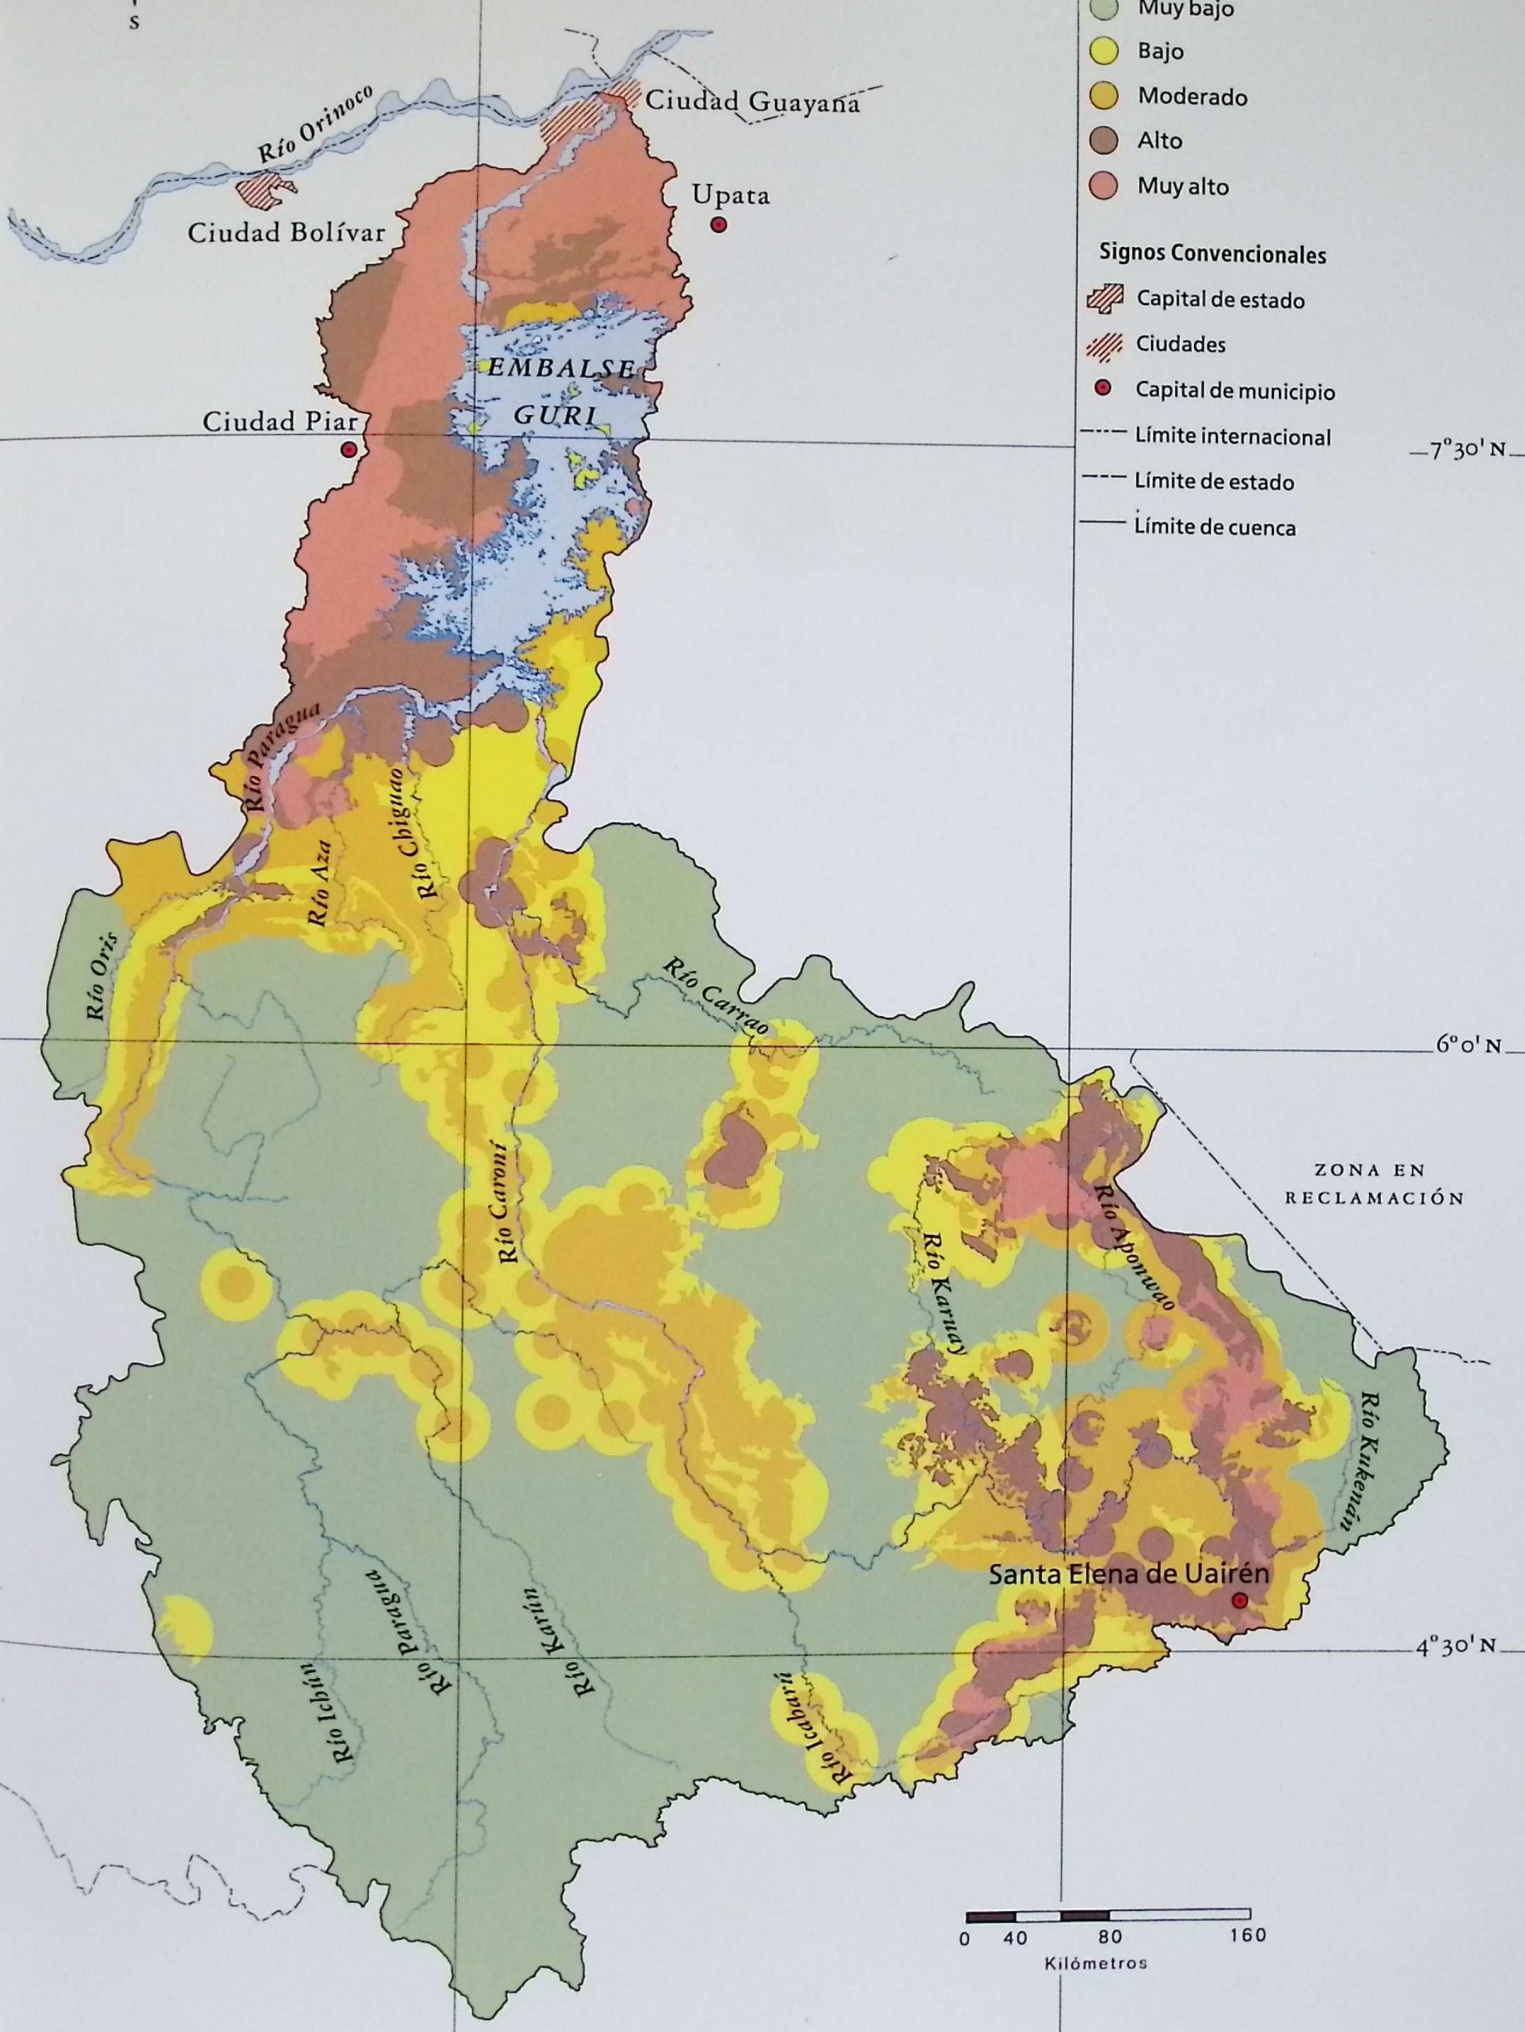 S
Muy bajo
Bajo
Moderado
Alto
Muy alto
Signos Convencionales
Capital de estado
Ciudades
Capital de municipio
Límite internacional
Límite de estado
Límite de cuenca
Río Orinoco
Ciudad Guayana
Upata
Ciudad Bolívar
EMBALSE
GURI
Ciudad Piar
7°30'N
Río Paragua
Río Chiguao
Río Aza
Río Oris
Río Carrao
6°0'N
ZONA EN
RECLAMACIÓN
Río Caroní
Río Aponwao
Río Karuay
Río Kukenán
Santa Elena de Uairén
4°30'N
Río Paragua
Río Karún
Río Ichún
Río Icabarú
Río
0 40 80 160
Kilómetros